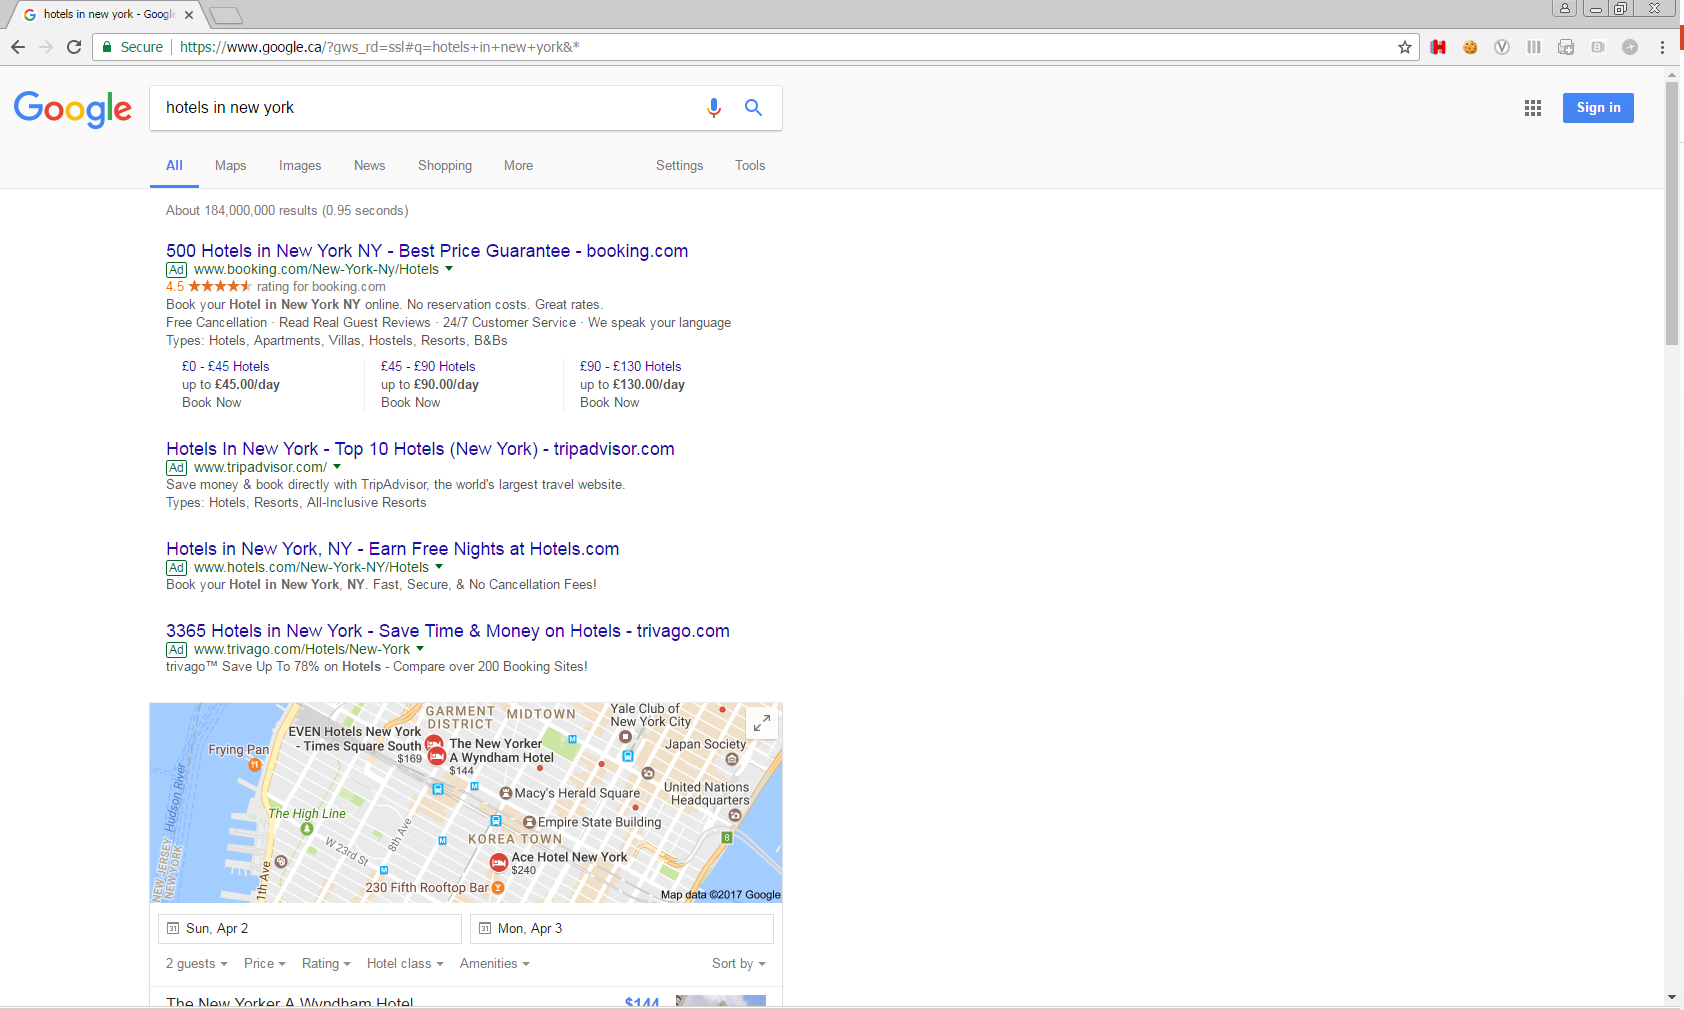 hotels in new york - Google
Secure
https://www.google.ca/?gws_rd=ssl#q=hotels+in+new+york&*
Google
hotels in new york
Sign in
All
Maps
Images
News
Shopping
More
Settings
Tools
About 184,000,000 results (0.95 seconds)
500 Hotels in New York NY - Best Price Guarantee - booking.com
Ad www.booking.com/New-York-Ny/Hotels
4.5 rating for booking.com
Book your Hotel in New York NY online. No reservation costs. Great rates.
Free Cancellation · Read Real Guest Reviews · 24/7 Customer Service · We speak your language
Types: Hotels, Apartments, Villas, Hostels, Resorts, B&Bs
£0 - £45 Hotels
up to £45.00/day
Book Now
£45 - £90 Hotels
up to £90.00/day
Book Now
£90 - £130 Hotels
up to £130.00/day
Book Now
Hotels In New York - Top 10 Hotels (New York) - tripadvisor.com
Ad www.tripadvisor.com/
Save money & book directly with TripAdvisor, the world's largest travel website.
Types: Hotels, Resorts, All-Inclusive Resorts
Hotels in New York, NY - Earn Free Nights at Hotels.com
Ad www.hotels.com/New-York-NY/Hotels
Book your Hotel in New York, NY. Fast, Secure, & No Cancellation Fees!
3365 Hotels in New York - Save Time & Money on Hotels - trivago.com
Ad www.trivago.com/Hotels/New-York
trivago™ Save Up To 78% on Hotels - Compare over 200 Booking Sites!
GARMENT
DISTRICT
MIDTOWN
Yale Club of
New York City
EVEN Hotels New York
- Times Square South
$169
The New Yorker
A Wyndham Hotel
$144
Japan Society
Frying Pan
Hudson River
Macy's Herald Square
United Nations
Headquarters
The High Line
Empire State Building
8th Ave
KOREA TOWN
8
W 23rd St
Ace Hotel New York
$240
NEW JERSEY
NEW YORK
11th Ave
230 Fifth Rooftop Bar
Map data ©2017 Google
31 Sun, Apr 2
31 Mon, Apr 3
2 guests
Price
Rating
Hotel class
Amenities
Sort by
The New Yorker A Wyndham Hotel
$144